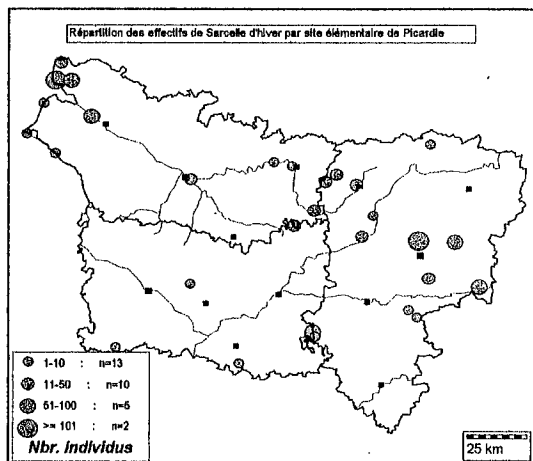 Répartition des effectifs de Sarcelle d'hiver par site élémentaire de Picardie
1-10 : n=13
11-50 : n=10
51-100 : n=5
>= 101 : n=2
Nbr. individus
25 km